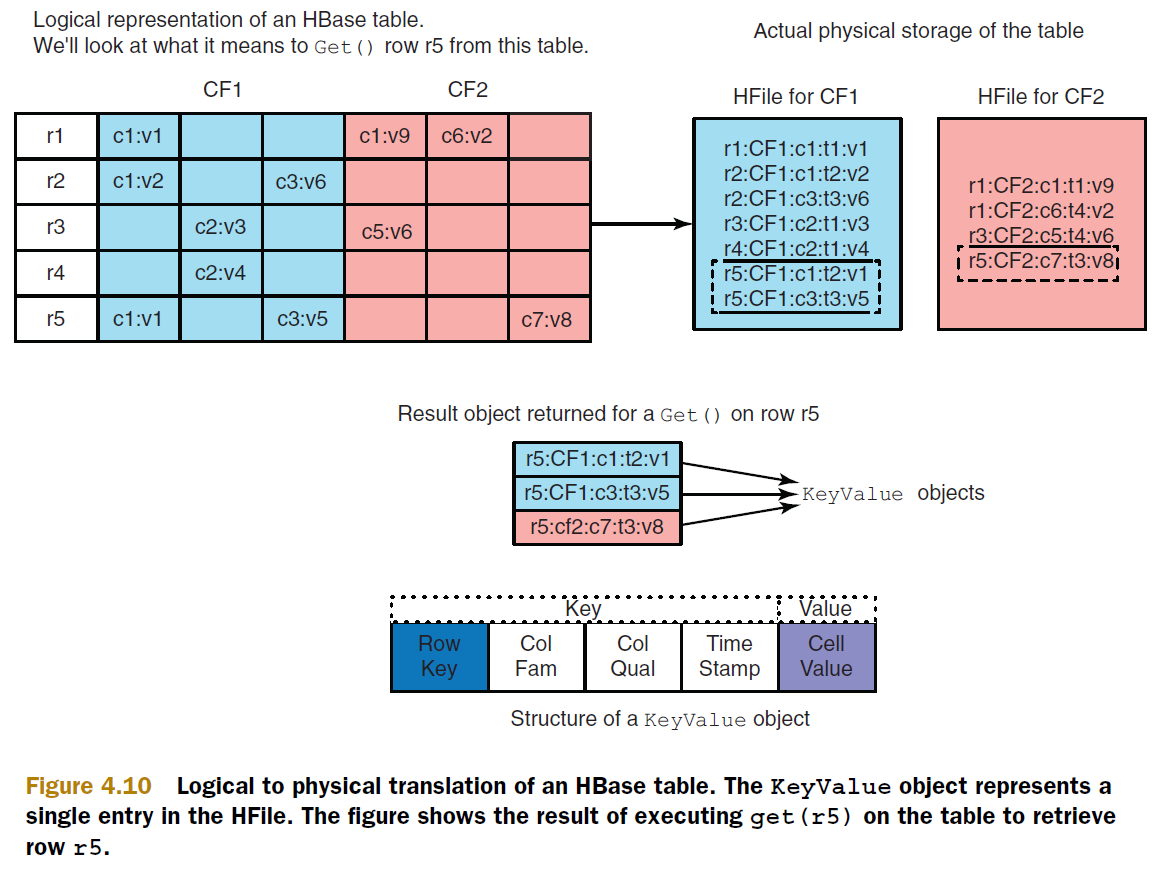 Logical representation of an HBase table.
We'll look at what it means to Get() row r5 from this table.
Actual physical storage of the table
CF1
CF2
r1 c1:v1 c1:v9 c6:v2
r2 c1:v2 c3:v6
r3 c2:v3 c5:v6
r4 c2:v4
r5 c1:v1 c3:v5 c7:v8
HFile for CF1
r1:CF1:c1:t1:v1
r2:CF1:c1:t2:v2
r2:CF1:c3:t3:v6
r3:CF1:c2:t1:v3
r4:CF1:c2:t1:v4
r5:CF1:c1:t2:v1
r5:CF1:c3:t3:v5
HFile for CF2
r1:CF2:c1:t1:v9
r1:CF2:c6:t4:v2
r3:CF2:c5:t4:v6
r5:CF2:c7:t3:v8
Result object returned for a Get() on row r5
r5:CF1:c1:t2:v1
r5:CF1:c3:t3:v5
r5:cf2:c7:t3:v8
KeyValue objects
Key Value
Row Col Col Time Cell
Key Fam Qual Stamp Value
Structure of a KeyValue object
Figure 4.10 Logical to physical translation of an HBase table. The KeyValue object represents a
single entry in the HFile. The figure shows the result of executing get(r5) on the table to retrieve
row r5.